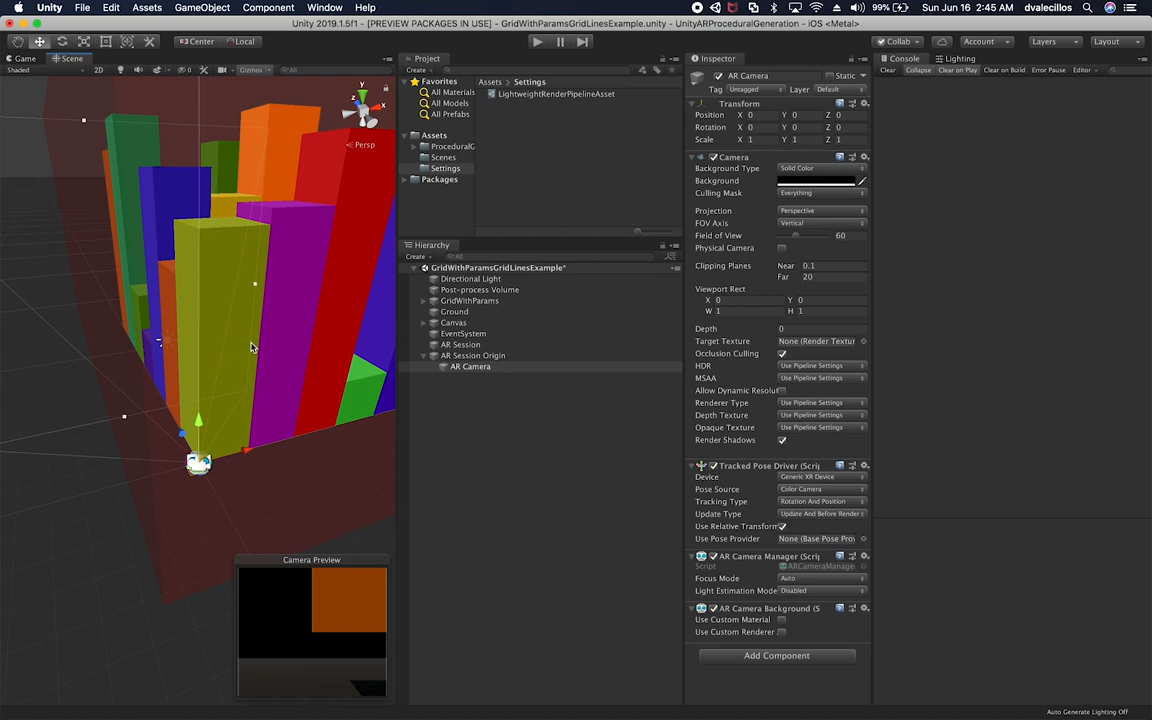 Unity File Edit Assets GameObject Component Window Help 99% Sun Jun 16 2:45 AM dvalecillos
Unity 2019.1.5f1 - [PREVIEW PACKAGES IN USE] - GridWithParamsGridLinesExample.unity - UnityARProceduralGeneration - iOS <Metal>
Center Local Collab Account Layers Layout
Game Scene
Shaded 2D 0 Gizmos All
y
z
x
Persp
Camera Preview
Project
Create
Favorites
All Materials
All Models
All Prefabs
Assets
ProceduralG
Scenes
Settings
Packages
Assets > Settings
LightweightRenderPipelineAsset
Hierarchy
Create All
GridWithParamsGridLinesExample*
Directional Light
Post-process Volume
GridWithParams
Ground
Canvas
EventSystem
AR Session
AR Session Origin
AR Camera
Inspector
AR Camera Static
Tag Untagged Layer Default
Transform
Position X 0 Y 0 Z 0
Rotation X 0 Y 0 Z 0
Scale X 1 Y 1 Z 1
Camera
Background Type Solid Color
Background
Culling Mask Everything
Projection Perspective
FOV Axis Vertical
Field of View 60
Physical Camera
Clipping Planes Near 0.1
Far 20
Viewport Rect
X 0 Y 0
W 1 H 1
Depth 0
Target Texture None (Render Textur
Occlusion Culling
HDR Use Pipeline Settings
MSAA Use Pipeline Settings
Allow Dynamic Resolut
Renderer Type Use Pipeline Settings
Depth Texture Use Pipeline Settings
Opaque Texture Use Pipeline Settings
Render Shadows
Tracked Pose Driver (Scrip
Device Generic XR Device
Pose Source Color Camera
Tracking Type Rotation And Position
Update Type Update And Before Render
Use Relative Transform
Use Pose Provider None (Base Pose Prov
AR Camera Manager (Scrip
Script ARCameraManage
Focus Mode Auto
Light Estimation Mode Disabled
AR Camera Background (S
Use Custom Material
Use Custom Renderer
Add Component
Console Lighting
Clear Collapse Clear on Play Clear on Build Error Pause Editor
Auto Generate Lighting Off